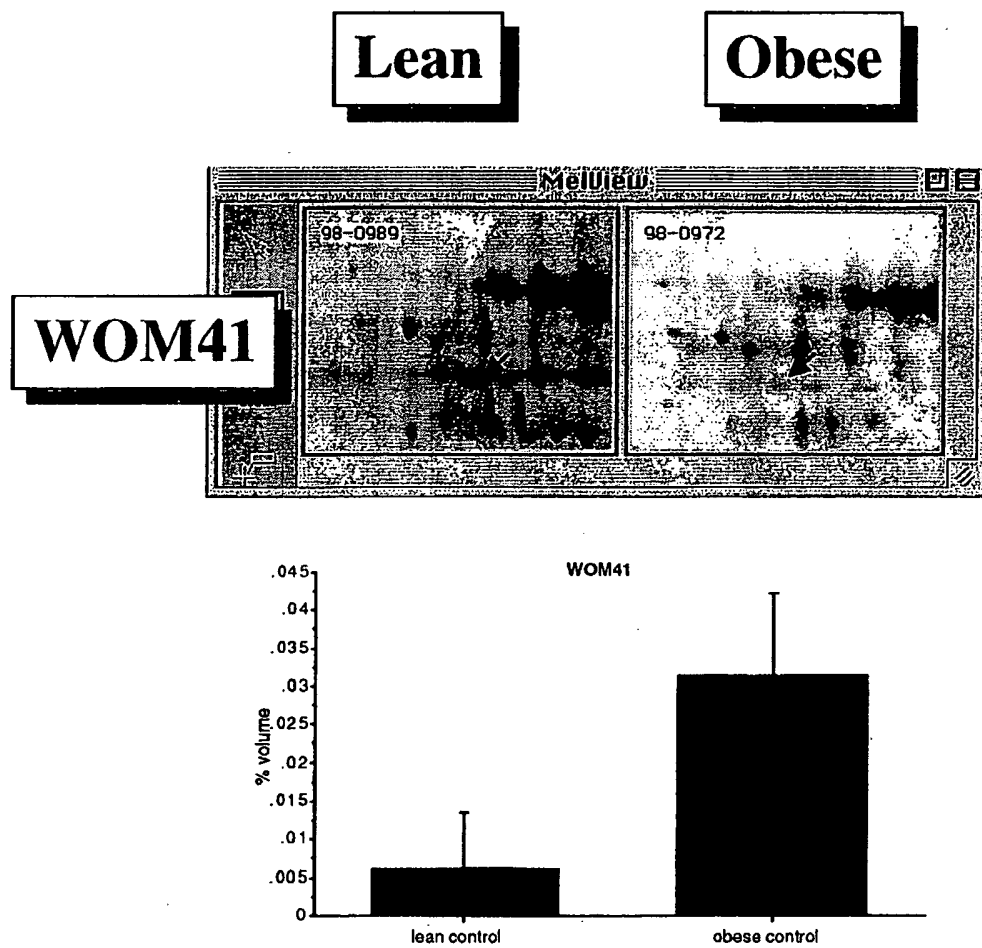 Lean
Obese
MelView
98-0989
98-0972
WOM41
WOM41
.045
.04
.035
.03
.025
.02
.015
.01
.005
0
% volume
lean control
obese control